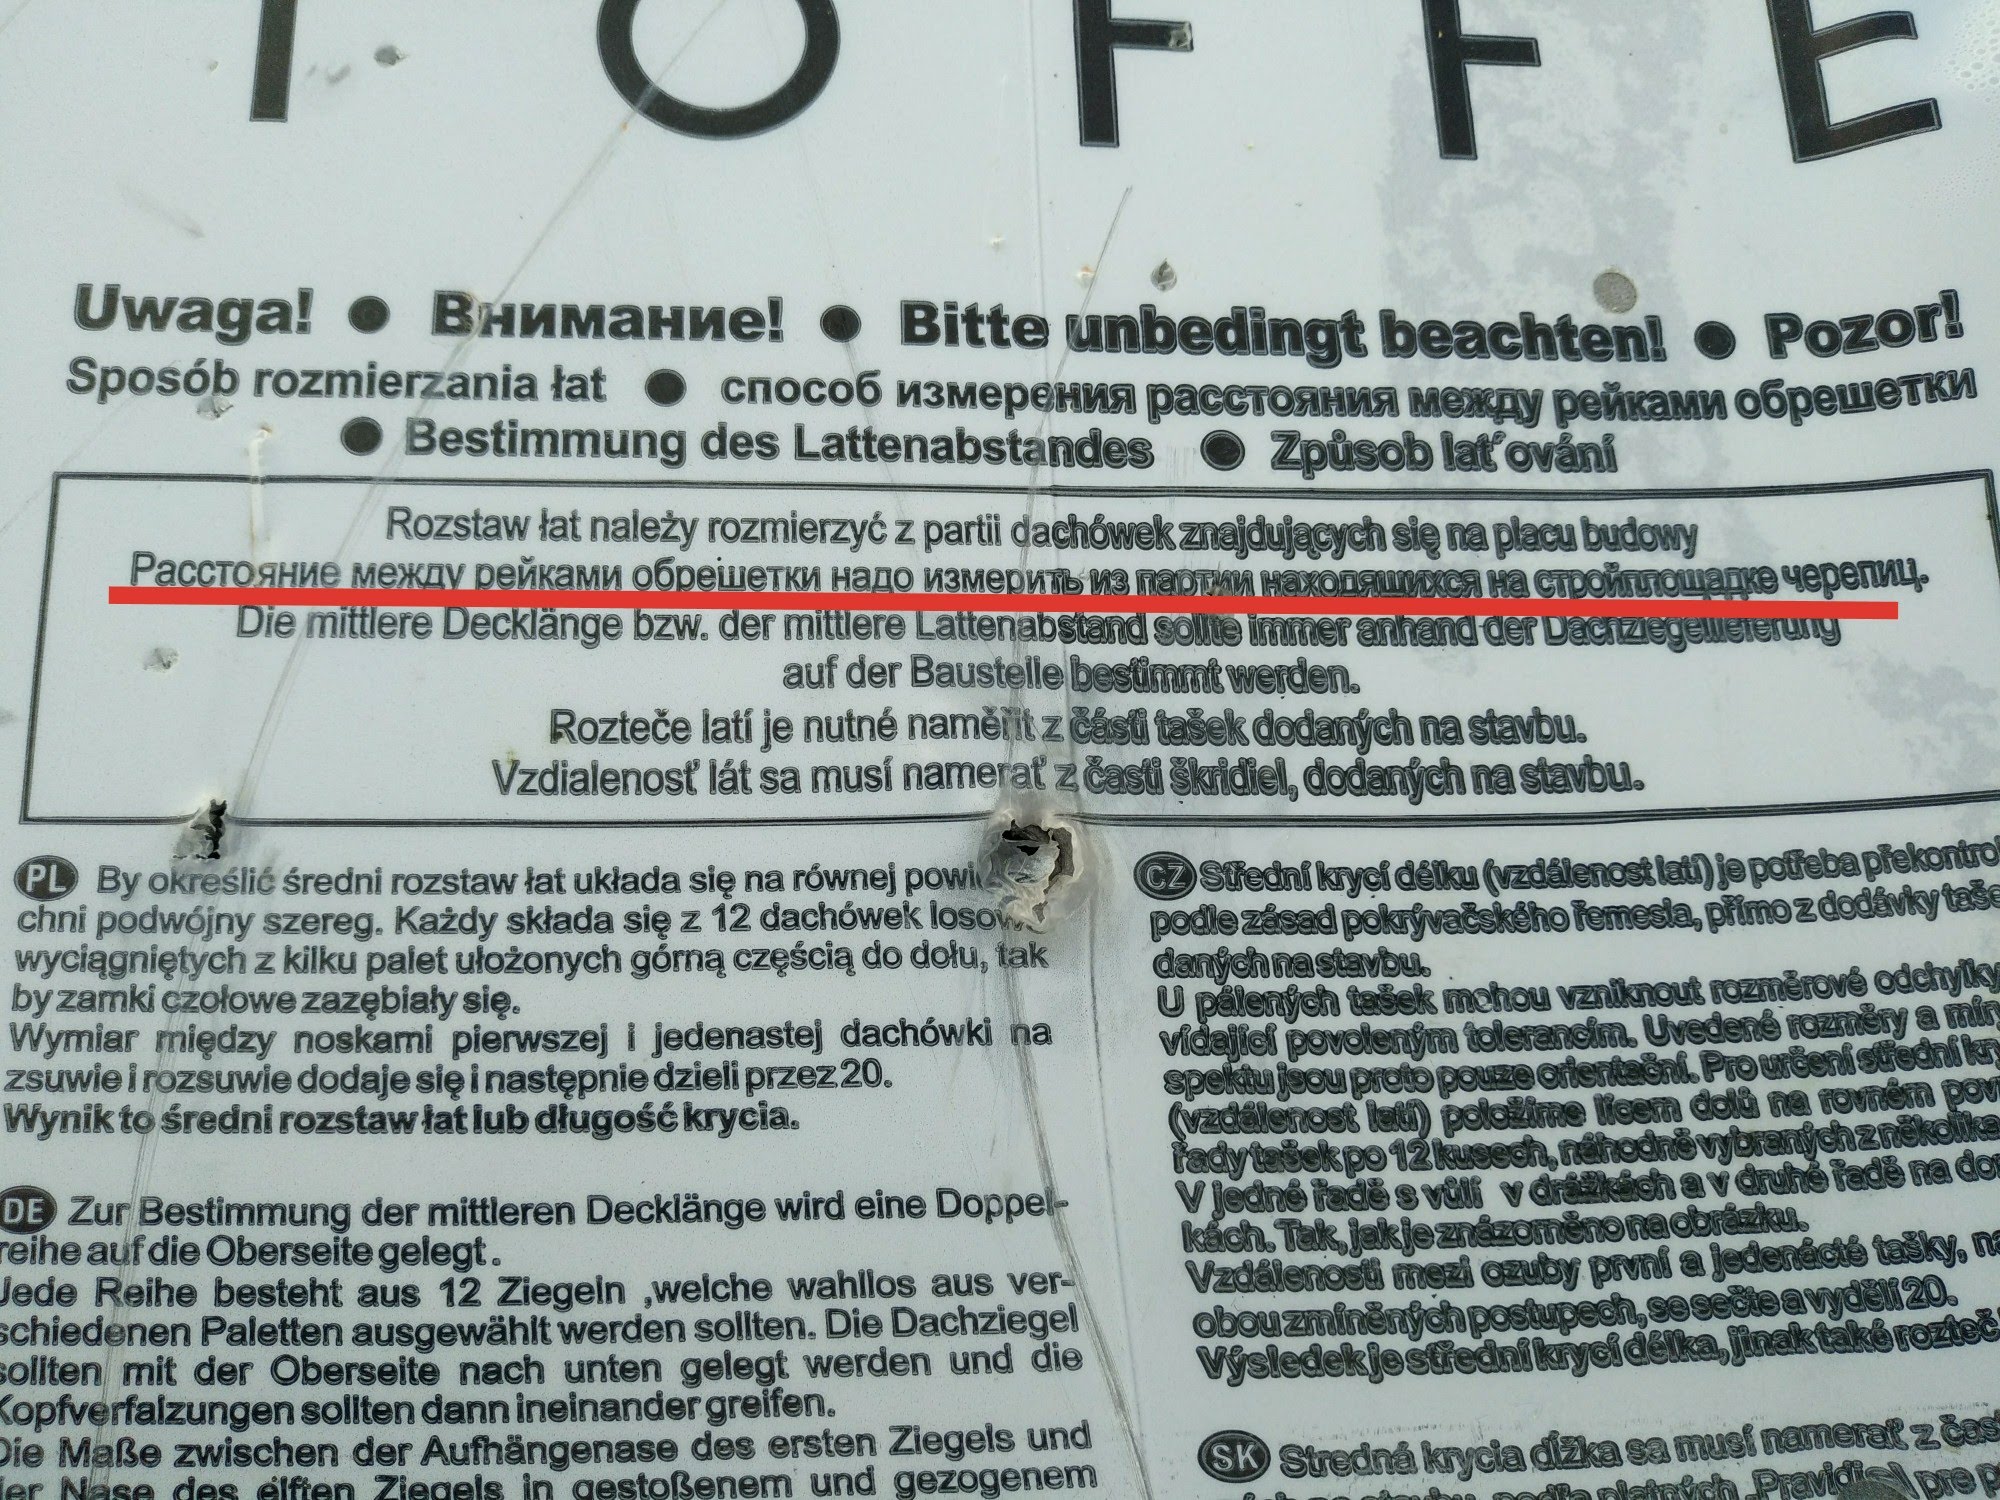 T O F F E
Uwaga! ● Внимание! ● Bitte unbedingt beachten! ● Pozor!
Sposób rozmierzania łat ● способ измерения расстояния между рейками обрешетки
● Bestimmung des Lattenabstandes ● Způsob lať ování
Rozstaw łat należy rozmierzyć z partii dachówek znajdujących się na placu budowy
Расстояние между рейками обрешетки надо измерить из партии находящихся на стройплощадке черепиц.
Die mittlere Decklänge bzw. der mittlere Lattenabstand sollte immer anhand der Dachziegellieferung
auf der Baustelle bestimmt werden.
Rozteče latí je nutné naměřit z části tašek dodaných na stavbu.
Vzdialenosť lát sa musí namerať z časti škridiel, dodaných na stavbu.
PL By określić średni rozstaw łat układa się na równej powi
chni podwójny szereg. Każdy składa się z 12 dachówek losow
wyciągniętych z kilku palet ułożonych górną częścią do dołu, tak
by zamki czołowe zazębiały się.
Wymiar między noskami pierwszej i jedenastej dachówki na
zsuwie i rozsuwie dodaje się i następnie dzieli przez 20.
Wynik to średni rozstaw łat lub długość krycia.
DE Zur Bestimmung der mittleren Decklänge wird eine Doppel-
reihe auf die Oberseite gelegt.
Jede Reihe besteht aus 12 Ziegeln ,welche wahllos aus ver-
schiedenen Paletten ausgewählt werden sollten. Die Dachziegel
sollten mit der Oberseite nach unten gelegt werden und die
Kopfverfalzungen sollten dann ineinander greifen.
Die Maße zwischen der Aufhängenase des ersten Ziegels und
der Nase des elften Ziegels in gestoßenem und gezogenem
CZ Střední krycí délku (vzdálenost latí) je potřeba překontrol
podle zásad pokrývačského řemesla, přímo z dodávky taše
daných na stavbu.
U pálených tašek mohou vzniknout rozměrové odchylky
vídající povoleným tolerancím. Uvedené rozměry a mír
spektu jsou proto pouze orientační. Pro určení střední kry
(vzdálenost latí) položíme lícem dolů na rovném pov
řady tašek po 12 kusech, náhodně vybraných z několika
V jedné řadě s vůlí v drážkách a v druhé řadě na do
kách. Tak, jak je znázorněno na obrázku.
Vzdálenosti mezi ozuby první a jedenácté tašky, na
obou zmíněných postupech, se sečte a vydělí 20.
Výsledek je střední krycí délka, jinak také rozteč
SK Stredná krycia dĺžka sa musí namerať z čas
podľa platných „Pravidiel pre p